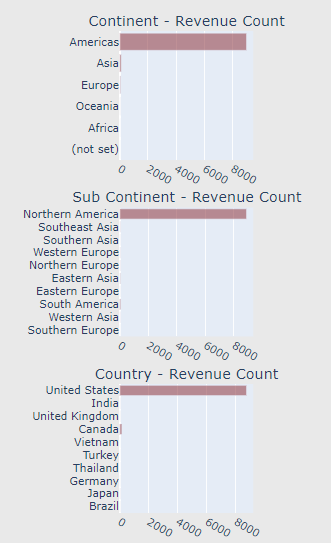 Continent - Revenue Count
Americas
Asia
Europe
Oceania
Africa
(not set)
0 2000 4000 6000 8000
Sub Continent - Revenue Count
Northern America
Southeast Asia
Southern Asia
Western Europe
Northern Europe
Eastern Asia
Eastern Europe
South America
Western Asia
Southern Europe
0 2000 4000 6000 8000
Country - Revenue Count
United States
India
United Kingdom
Canada
Vietnam
Turkey
Thailand
Germany
Japan
Brazil
0 2000 4000 6000 8000